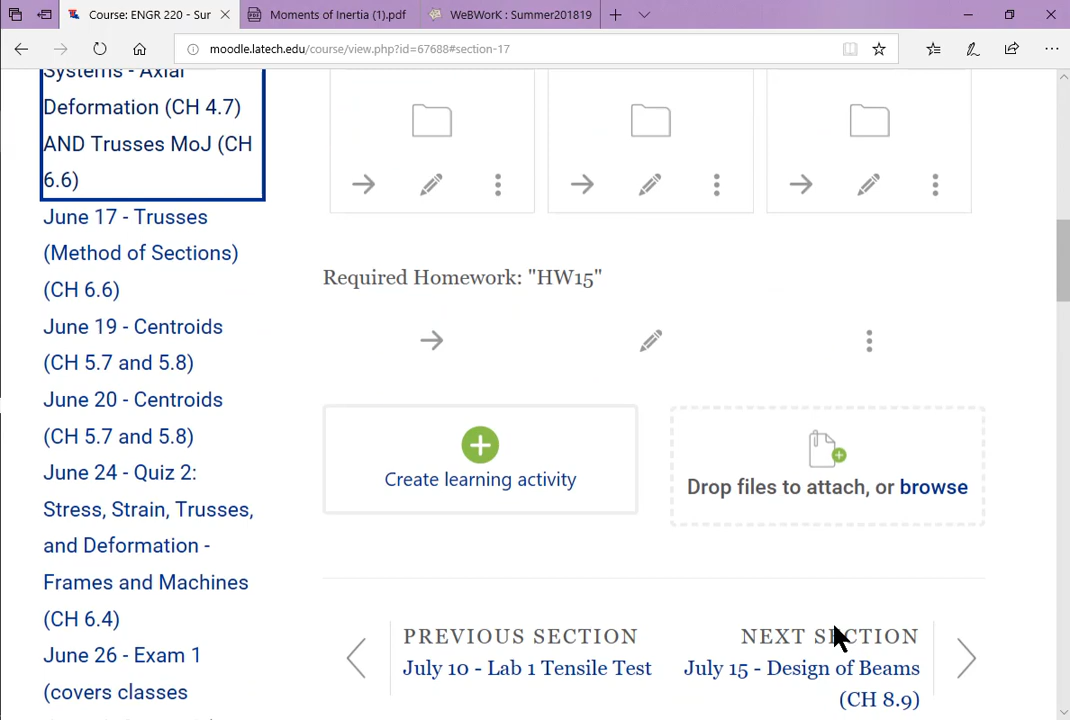 Course: ENGR 220 - Sur
Moments of Inertia (1).pdf
WeBWorK : Summer201819
moodle.latech.edu/course/view.php?id=67688#section-17
Systems - Axial
Deformation (CH 4.7)
AND Trusses MoJ (CH
6.6)
June 17 - Trusses
(Method of Sections)
(CH 6.6)
June 19 - Centroids
(CH 5.7 and 5.8)
June 20 - Centroids
(CH 5.7 and 5.8)
June 24 - Quiz 2:
Stress, Strain, Trusses,
and Deformation -
Frames and Machines
(CH 6.4)
June 26 - Exam 1
(covers classes
Required Homework: "HW15"
Create learning activity
Drop files to attach, or browse
PREVIOUS SECTION
July 10 - Lab 1 Tensile Test
NEXT SECTION
July 15 - Design of Beams
(CH 8.9)